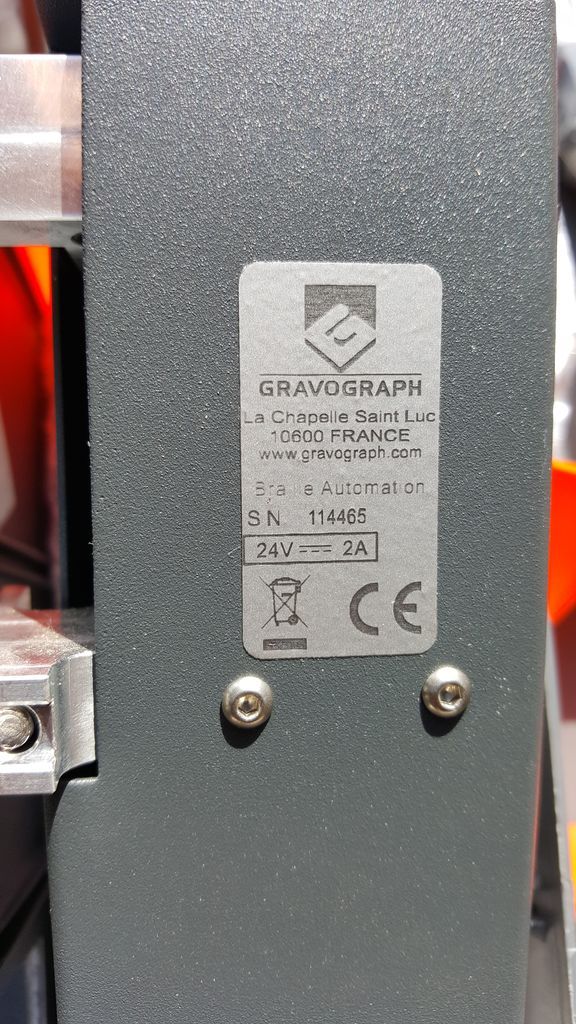 GRAVOGRAPH
La Chapelle Saint Luc
10600 FRANCE
www.gravograph.com
Braille Automation
S N 114465
24V 2A
CE